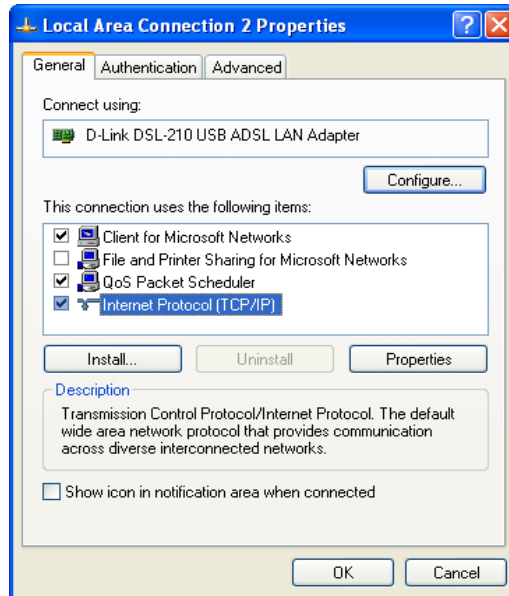 Local Area Connection 2 Properties
General Authentication Advanced
Connect using:
D-Link DSL-210 USB ADSL LAN Adapter
Configure...
This connection uses the following items:
Client for Microsoft Networks
File and Printer Sharing for Microsoft Networks
QoS Packet Scheduler
Internet Protocol (TCP/IP)
Install... Uninstall Properties
Description
Transmission Control Protocol/Internet Protocol. The default
wide area network protocol that provides communication
across diverse interconnected networks.
Show icon in notification area when connected
OK Cancel